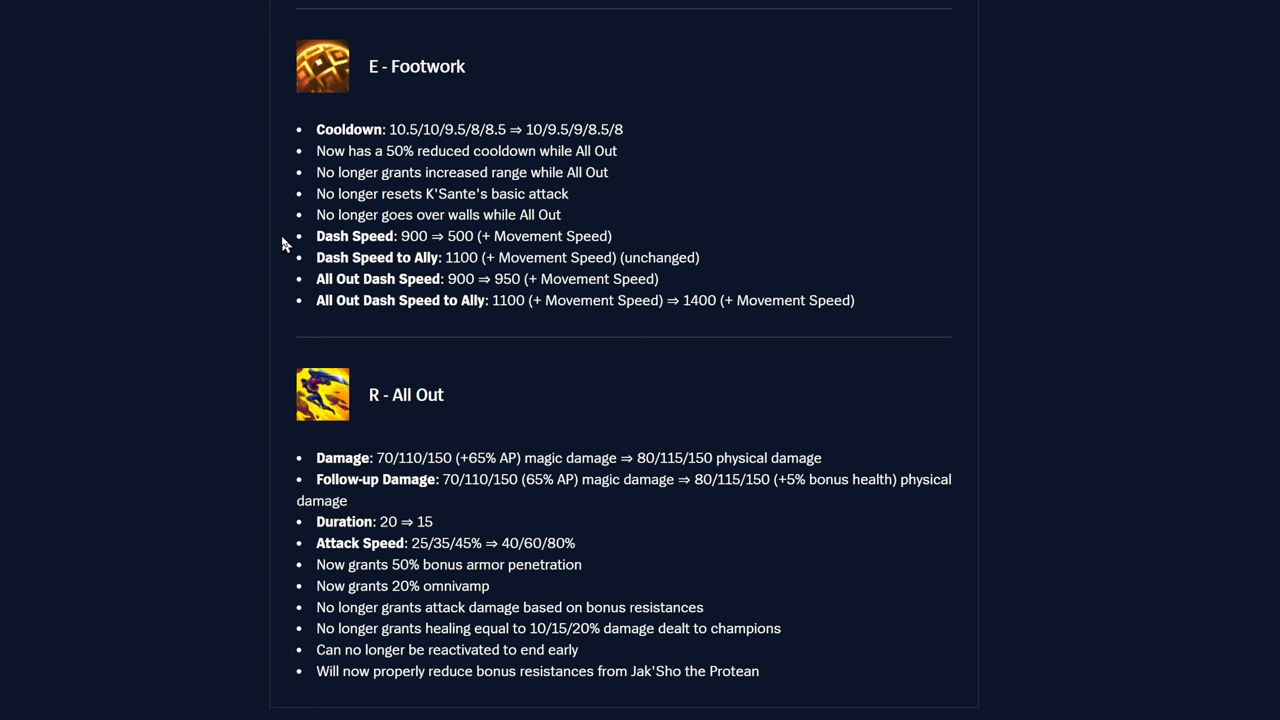 E - Footwork
• Cooldown: 10.5/10/9.5/8/8.5 ⇒ 10/9.5/9/8.5/8
• Now has a 50% reduced cooldown while All Out
• No longer grants increased range while All Out
• No longer resets K'Sante's basic attack
• No longer goes over walls while All Out
• Dash Speed: 900 ⇒ 500 (+ Movement Speed)
• Dash Speed to Ally: 1100 (+ Movement Speed) (unchanged)
• All Out Dash Speed: 900 ⇒ 950 (+ Movement Speed)
• All Out Dash Speed to Ally: 1100 (+ Movement Speed) ⇒ 1400 (+ Movement Speed)
R - All Out
• Damage: 70/110/150 (+65% AP) magic damage ⇒ 80/115/150 physical damage
• Follow-up Damage: 70/110/150 (65% AP) magic damage ⇒ 80/115/150 (+5% bonus health) physical
damage
• Duration: 20 ⇒ 15
• Attack Speed: 25/35/45% ⇒ 40/60/80%
• Now grants 50% bonus armor penetration
• Now grants 20% omnivamp
• No longer grants attack damage based on bonus resistances
• No longer grants healing equal to 10/15/20% damage dealt to champions
• Can no longer be reactivated to end early
• Will now properly reduce bonus resistances from Jak'Sho the Protean